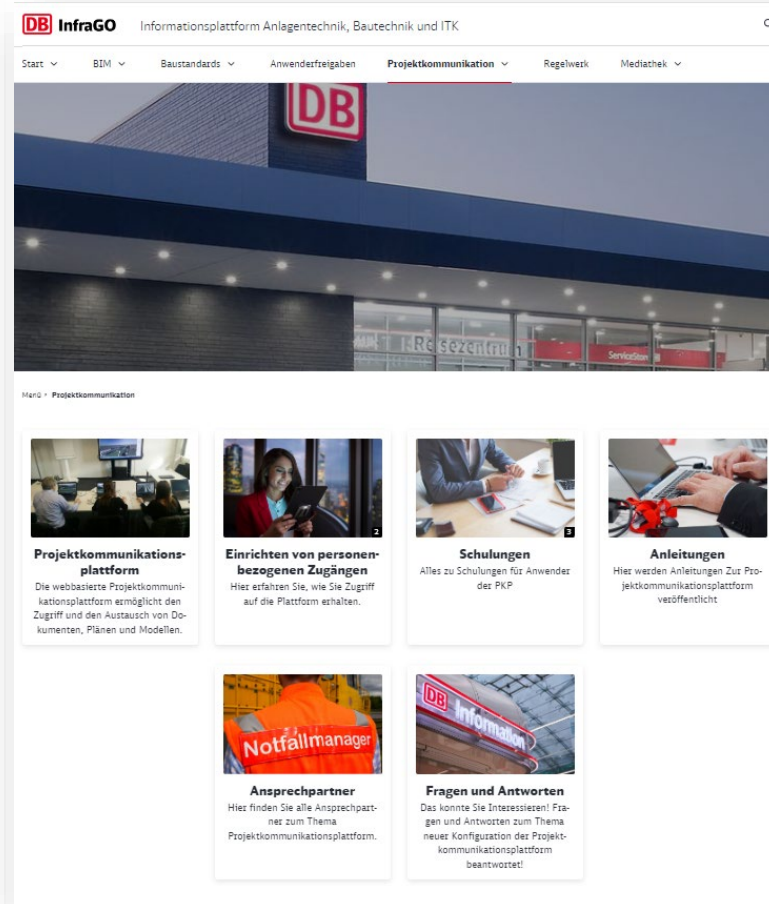 DB InfraGO Informationsplattform Anlagentechnik, Bautechnik und ITK
Start BIM Baustandards Anwenderfreigaben Projektkommunikation Regelwerk Mediathek
DB
Reisezentrum
ServiceStore
Menü Projektkommunikation
2
3
Projektkommunikations-
plattform
Die webbasierte Projektkommuni-
kationsplattform ermöglicht den
Zugriff und den Austausch von Do-
kumenten, Plänen und Modellen.
Einrichten von personen-
bezogenen Zugängen
Hier erfahren Sie, wie Sie Zugriff
auf die Plattform erhalten.
Schulungen
Alles zu Schulungen für Anwender
der PKP
Anleitungen
Hier werden Anleitungen Zur Pro-
jektkommunikationsplattform
veröffentlicht
Notfallmanager
Ansprechpartner
Hier finden Sie alle Ansprechpart-
ner zum Thema
Projektkommunikationsplattform.
DB Information
Fragen und Antworten
Das konnte Sie Interessieren! Fra-
gen und Antworten zum Thema
neuer Konfiguration der Projekt-
kommunikationsplattform
beantwortet!